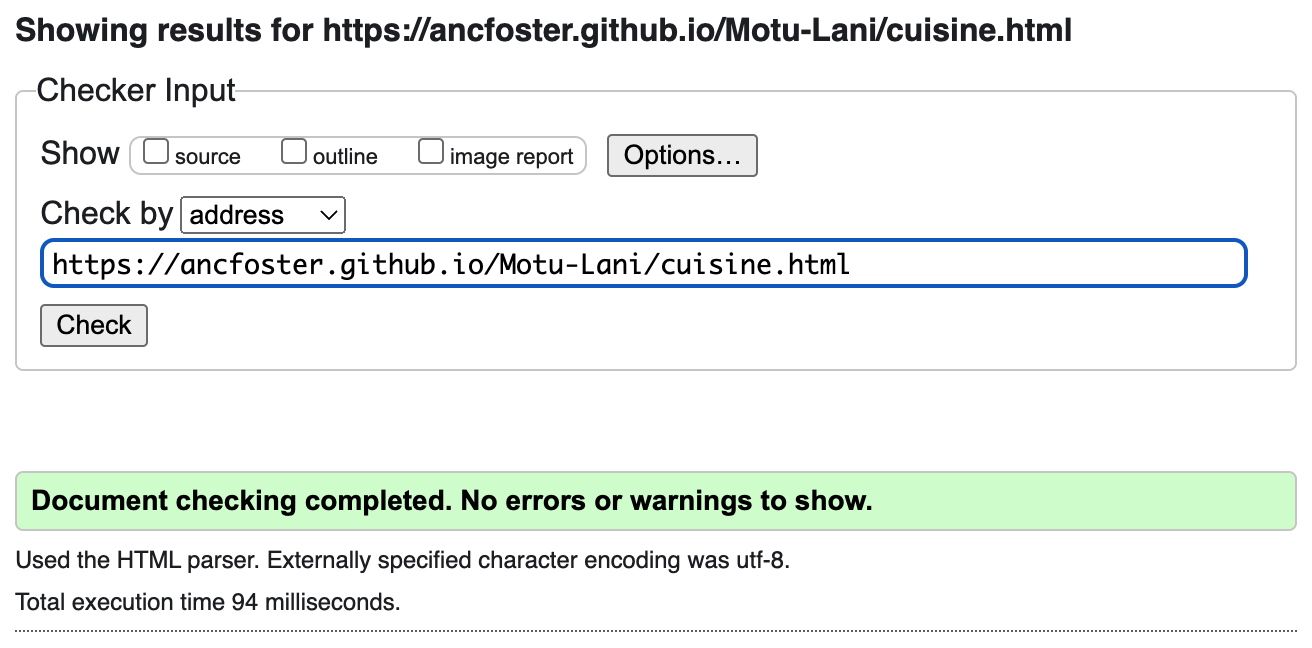 Showing results for https://ancfoster.github.io/Motu-Lani/cuisine.html
Checker Input
Show source outline image report Options...
Check by address
https://ancfoster.github.io/Motu-Lani/cuisine.html
Check
Document checking completed. No errors or warnings to show.
Used the HTML parser. Externally specified character encoding was utf-8.
Total execution time 94 milliseconds.